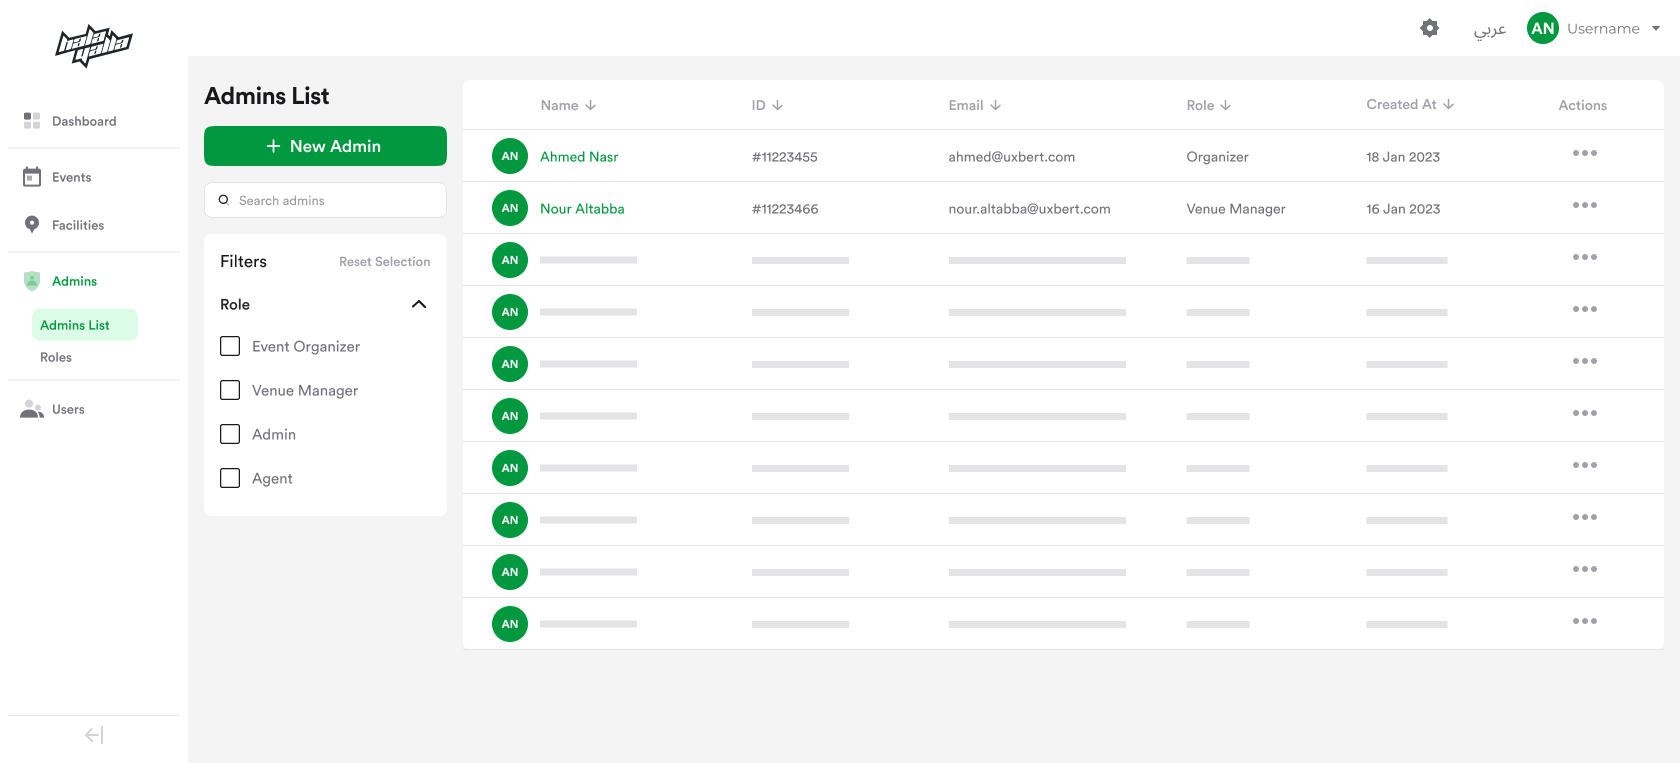 hala yalla
عربي
AN Username
Dashboard
Events
Facilities
Admins
Admins List
Roles
Users
Admins List
+ New Admin
Search admins
Filters Reset Selection
Role
Event Organizer
Venue Manager
Admin
Agent
Name ↓ ID ↓ Email ↓ Role ↓ Created At ↓ Actions
AN Ahmed Nasr #11223455 ahmed@uxbert.com Organizer 18 Jan 2023
AN Nour Altabba #11223466 nour.altabba@uxbert.com Venue Manager 16 Jan 2023
AN
AN
AN
AN
AN
AN
AN
AN